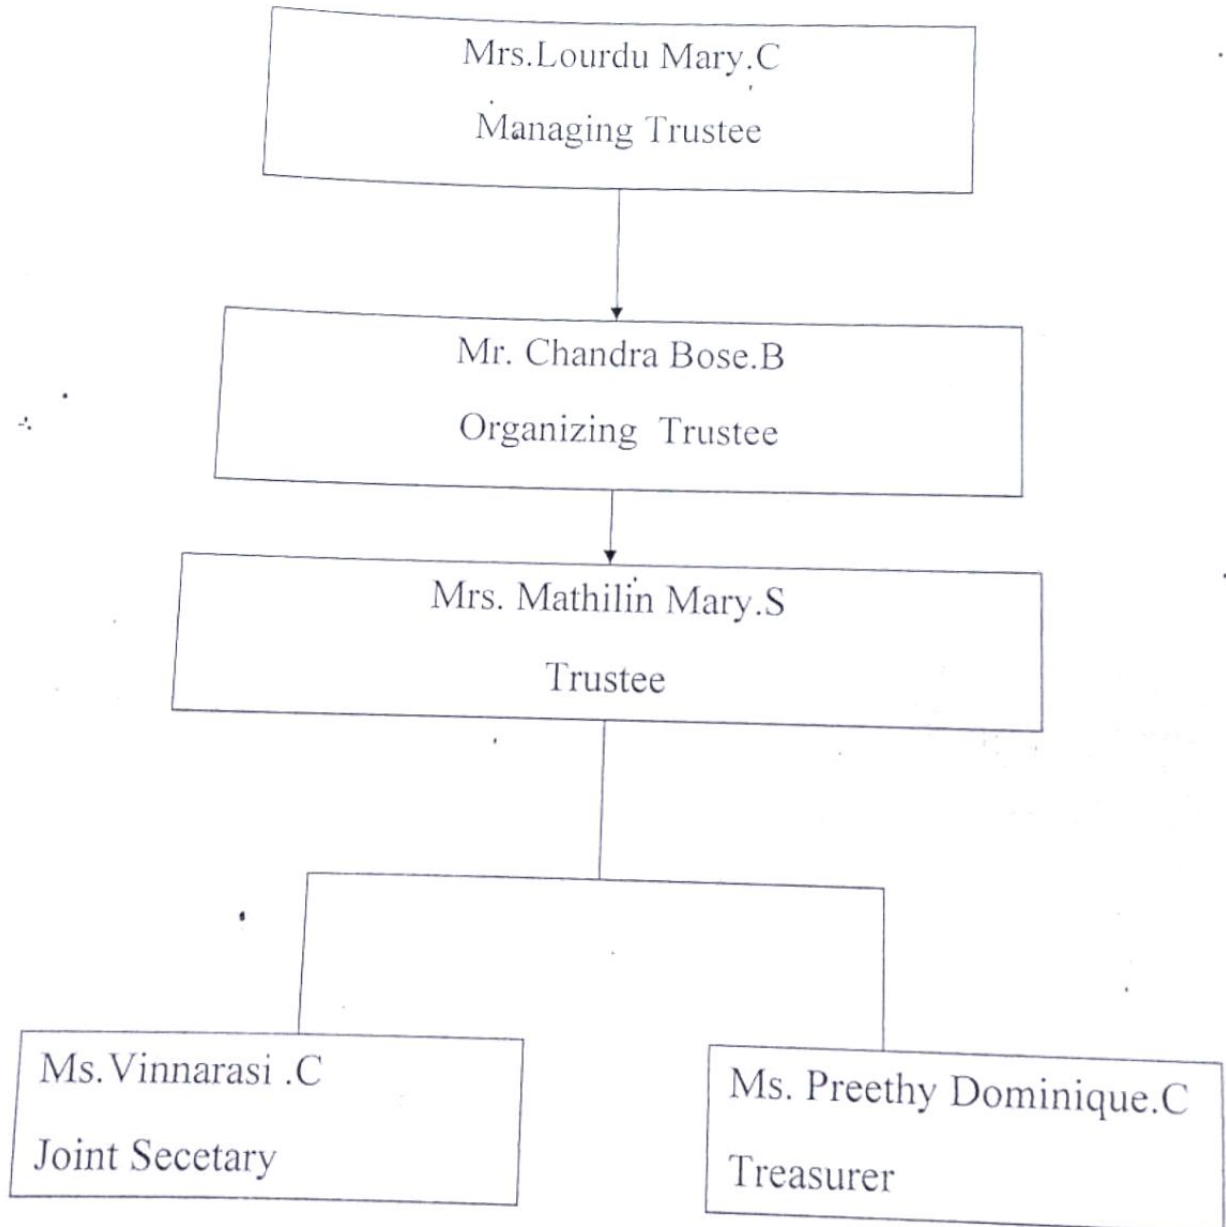 Mrs.Lourdu Mary.C
Managing Trustee
Mr. Chandra Bose.B
Organizing Trustee
Mrs. Mathilin Mary.S
Trustee
Ms.Vinnarasi .C
Joint Secetary
Ms. Preethy Dominique.C
Treasurer